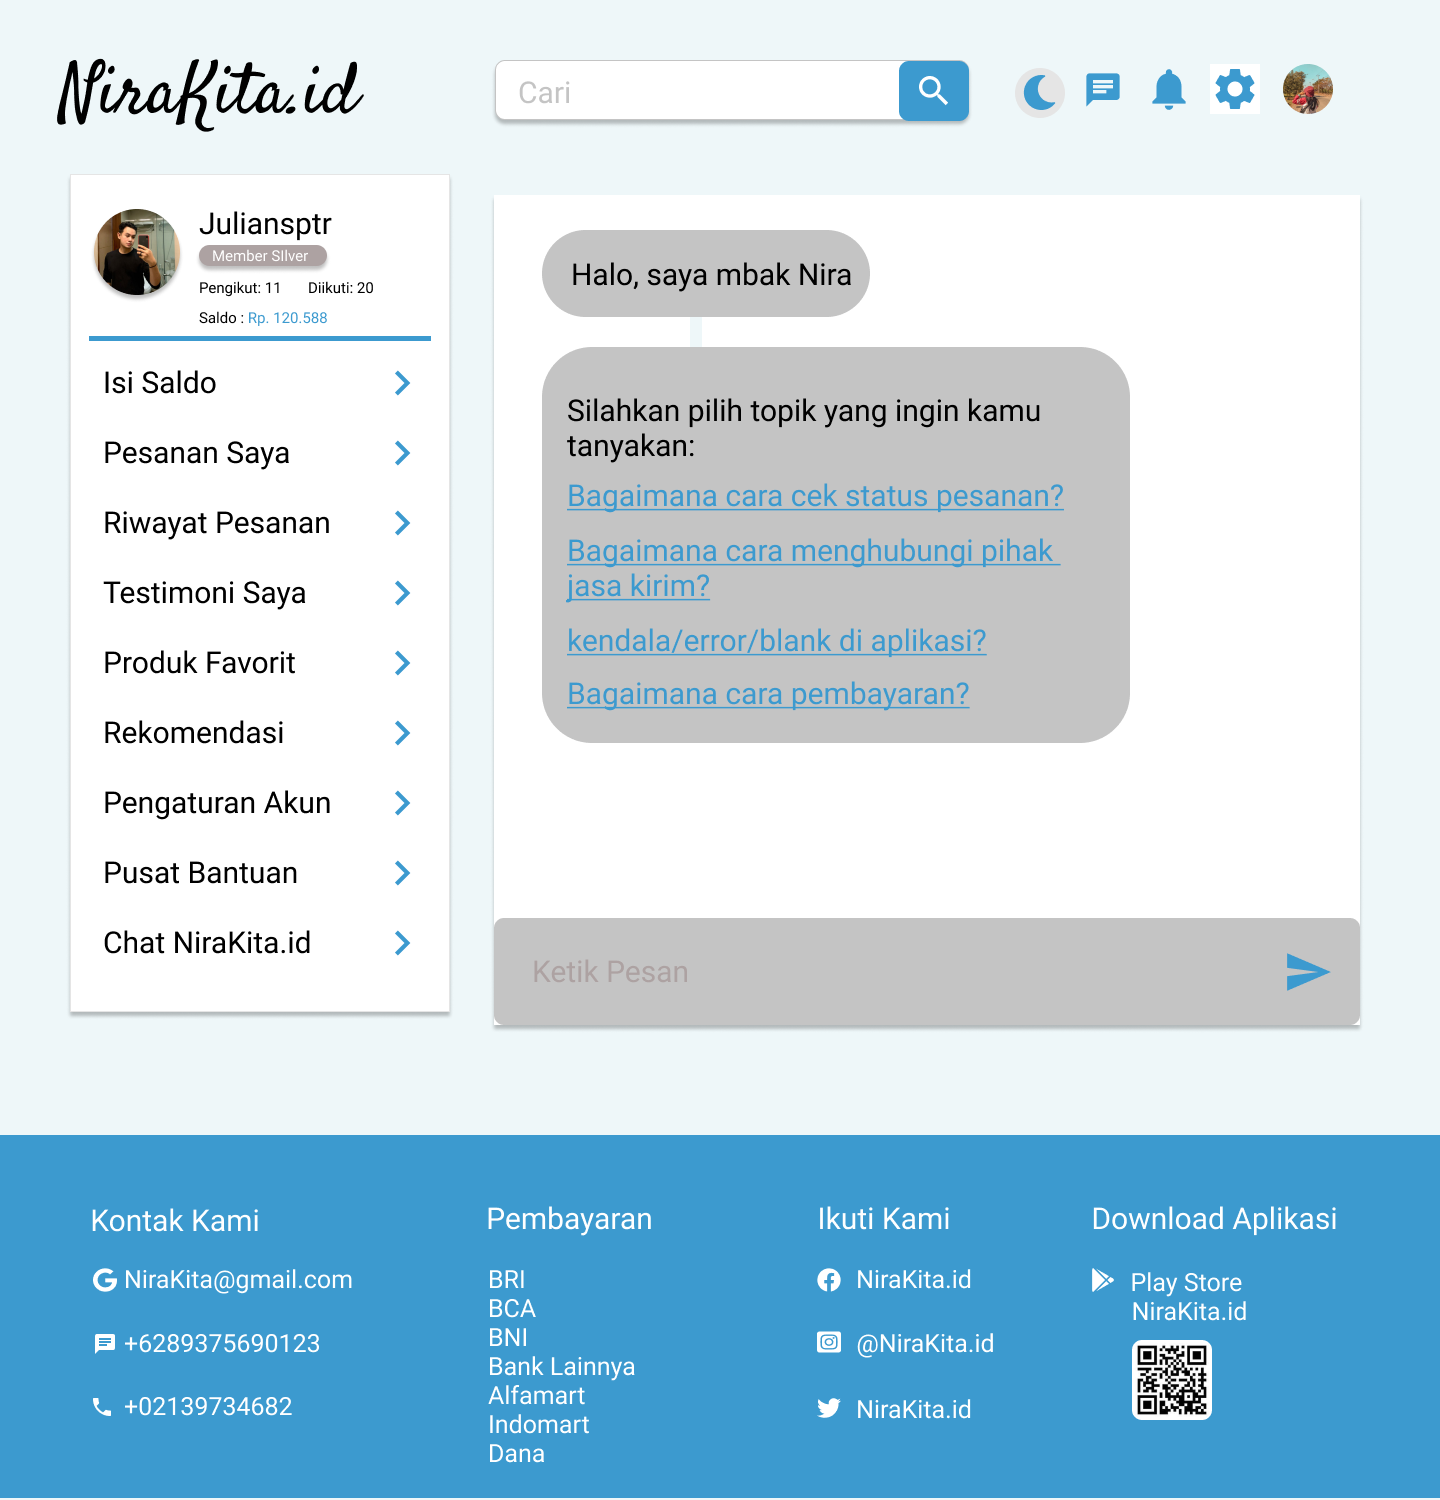 NiraKita.id
Cari
Juliansptr
Member SIlver
Pengikut: 11 Diikuti: 20
Saldo : Rp. 120.588
Isi Saldo
Pesanan Saya
Riwayat Pesanan
Testimoni Saya
Produk Favorit
Rekomendasi
Pengaturan Akun
Pusat Bantuan
Chat NiraKita.id
Halo, saya mbak Nira
Silahkan pilih topik yang ingin kamu
tanyakan:
Bagaimana cara cek status pesanan?
Bagaimana cara menghubungi pihak
jasa kirim?
kendala/error/blank di aplikasi?
Bagaimana cara pembayaran?
Ketik Pesan
Kontak Kami
NiraKita@gmail.com
+6289375690123
+02139734682
Pembayaran
BRI
BCA
BNI
Bank Lainnya
Alfamart
Indomart
Dana
Ikuti Kami
NiraKita.id
@NiraKita.id
NiraKita.id
Download Aplikasi
Play Store
NiraKita.id